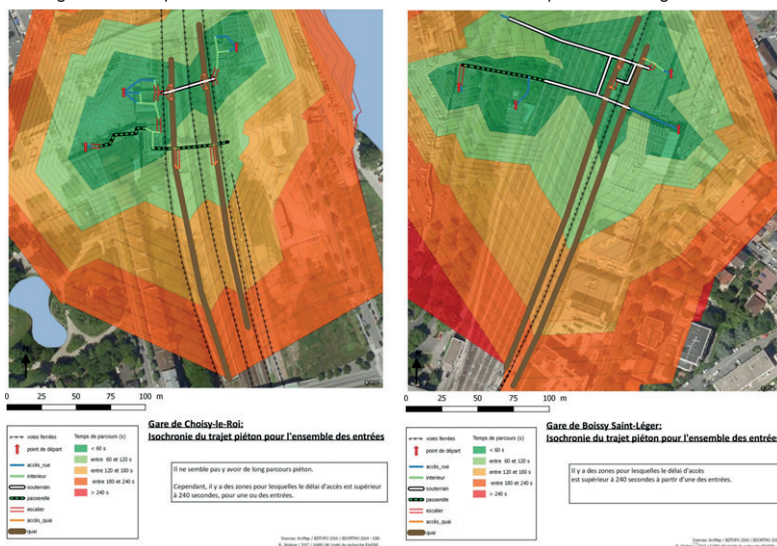 QGIS
0 25 50 75 100 m
voies ferrées
point de départ
accès_rue
interieur
souterrain
passerelle
escalier
accès_quai
quai
Temps de parcours (s)
< 60 s
entre 60 et 120 s
entre 120 et 180 s
entre 180 et 240 s
> 240 s
Gare de Choisy-le-Roi:
Isochronie du trajet piéton pour l'ensemble des entrées
Il ne semble pas y avoir de long parcours piéton.
Cependant, il y a des zones pour lesquelles le délai d'accès est supérieur
à 240 secondes, pour une ou des entrées.
0 25 50 75 100 m
voies ferrées
point de départ
accès_rue
interieur
souterrain
passerelle
escalier
accès_quai
quai
Temps de parcours (s)
< 60 s
entre 60 et 120 s
entre 120 et 180 s
entre 180 et 240 s
> 240 s
Gare de Boissy Saint-Léger:
Isochronie du trajet piéton pour l'ensemble des entrées
Il y a des zones pour lesquelles le délai d'accès
est supérieur à 240 secondes à partir d'une des entrées.